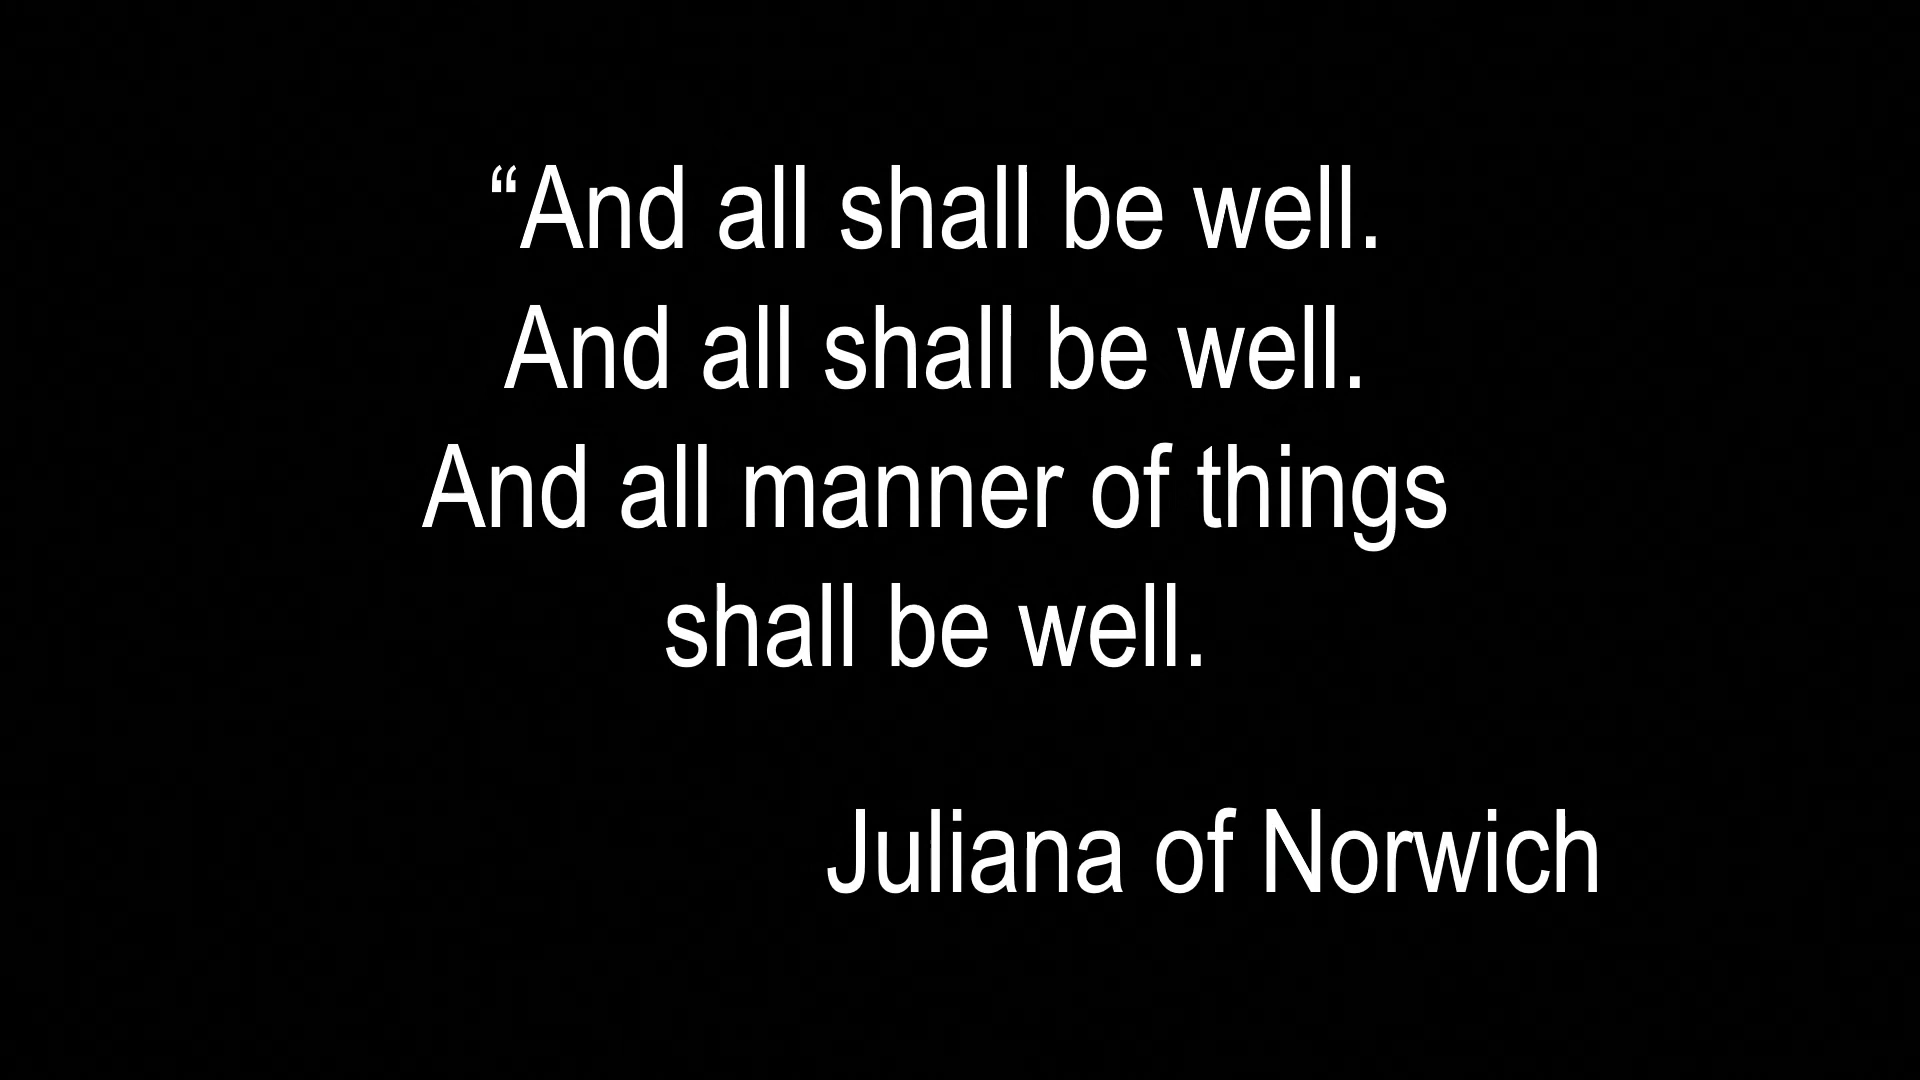 “And all shall be well.
And all shall be well.
And all manner of things
shall be well.
Juliana of Norwich